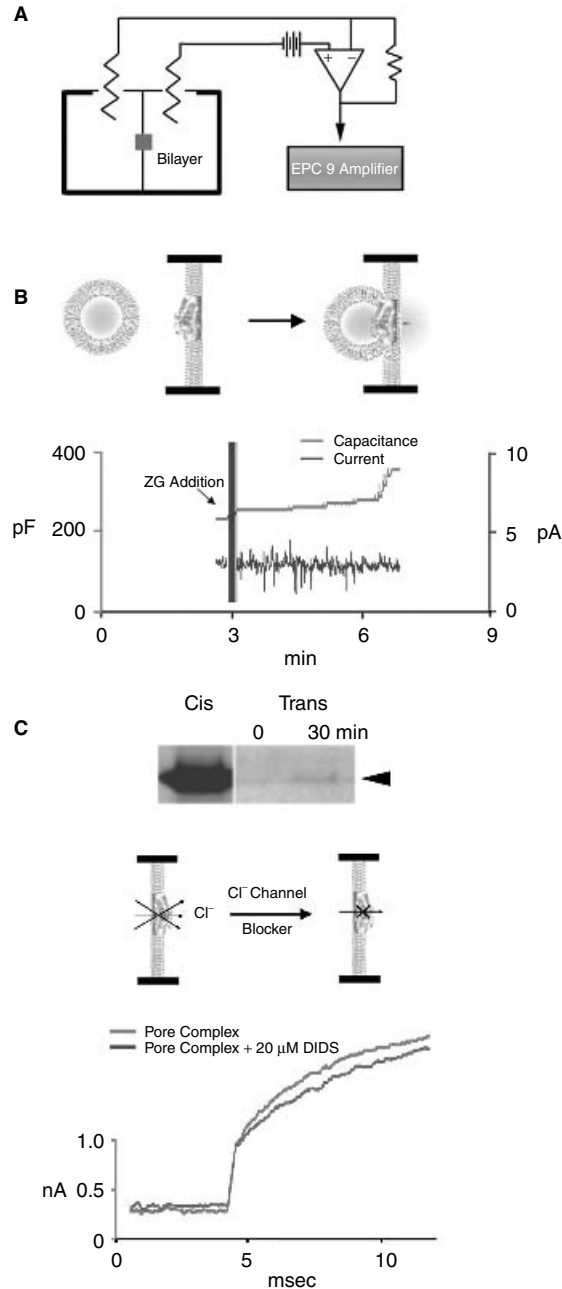 A
+ −
Bilayer
EPC 9 Amplifier
B
Capacitance
Current
400
200
0
pF
ZG Addition
10
5
0
pA
0 3 6 9
min
Cis Trans
C
0 30 min
Cl⁻
Cl⁻ Channel
Blocker
Pore Complex
Pore Complex + 20 µM DIDS
1.0
nA 0.5
0
0 5 10
msec